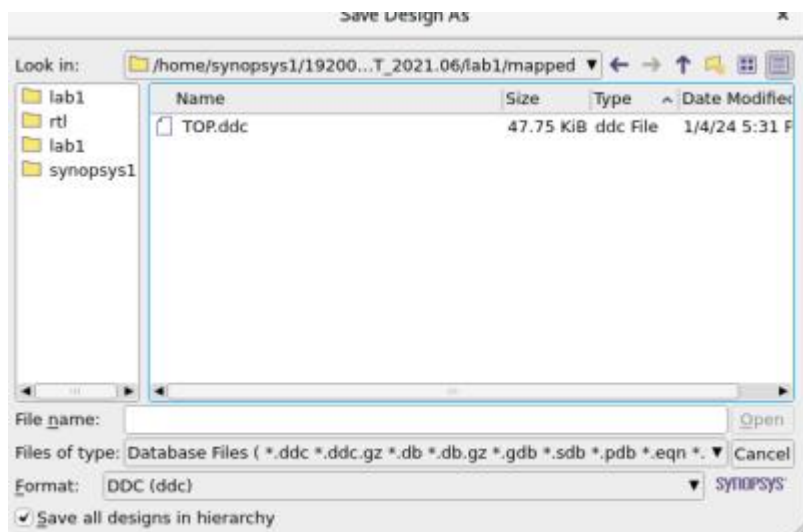 Save Design As
Look in: /home/synopsys1/19200...T_2021.06/lab1/mapped
lab1
rtl
lab1
synopsys1
Name Size Type Date Modified
TOP.ddc 47.75 KiB ddc File 1/4/24 5:31 P
File name: Open
Files of type: Database Files ( *.ddc *.ddc.gz *.db *.db.gz *.gdb *.sdb *.pdb *.eqn *. Cancel
Format: DDC (ddc) SYNOPSYS
Save all designs in hierarchy